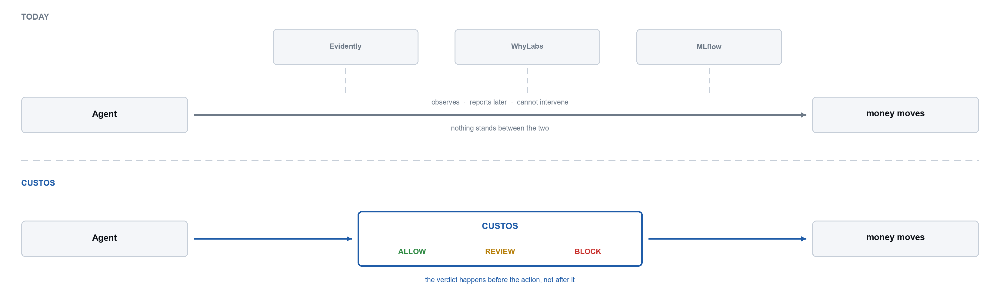 TODAY
Evidently
WhyLabs
MLflow
observes · reports later · cannot intervene
Agent
money moves
nothing stands between the two
CUSTOS
CUSTOS
Agent
money moves
ALLOW REVIEW BLOCK
the verdict happens before the action, not after it